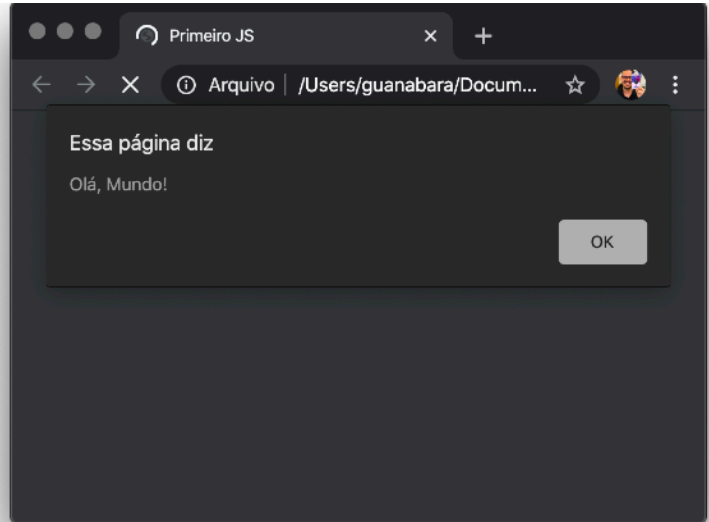 Primeiro JS
Arquivo | /Users/guanabara/Docum...
Essa página diz
Olá, Mundo!
OK